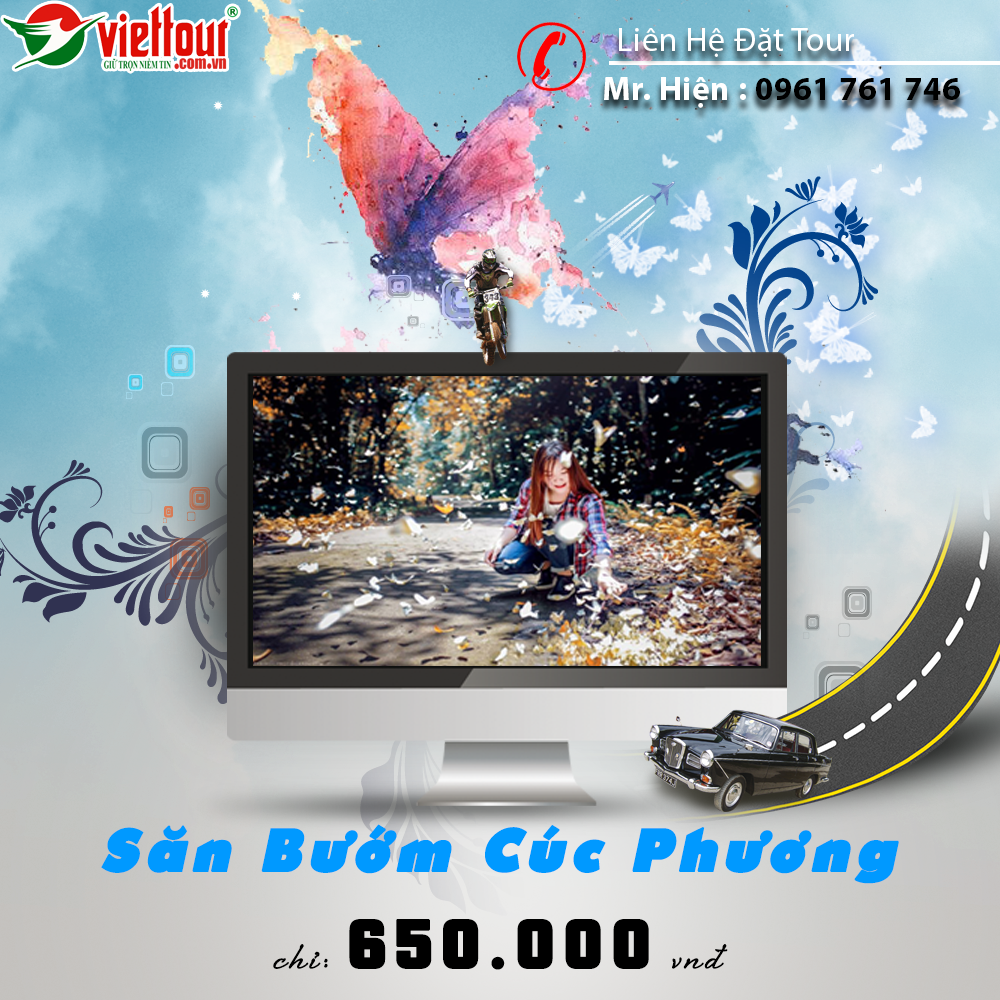 viettour®
GIỮ TRỌN NIỀM TIN .com.vn
Liên Hệ Đặt Tour
Mr. Hiện : 0961 761 746
Săn Bướm Cúc Phương
chỉ: 650.000 vnđ